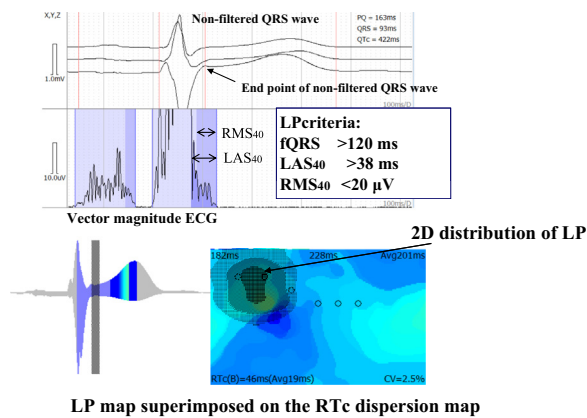 Non-filtered QRS wave
X,Y,Z
PQ = 163ms
QRS = 93ms
QTc = 422ms
1.0mV
End point of non-filtered QRS wave
100ms/D
RMS40
LAS40
LPcriteria:
fQRS >120 ms
LAS40 >38 ms
RMS40 <20 μV
10.0uV
100ms/D
Vector magnitude ECG
2D distribution of LP
182ms 228ms Avg201ms
RTc(B)=46ms(Avg19ms) CV=2.5%
LP map superimposed on the RTc dispersion map